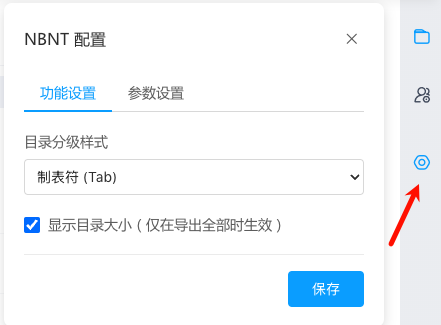 NBNT 配置
功能设置
参数设置
目录分级样式
制表符 (Tab)
显示目录大小（仅在导出全部时生效）
保存